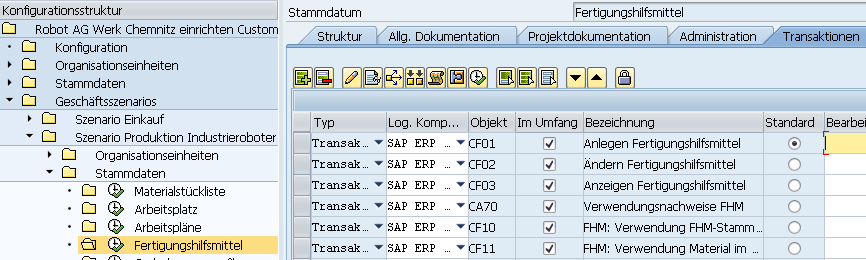 Konfigurationsstruktur
Robot AG Werk Chemnitz einrichten Custom
Konfiguration
Organisationseinheiten
Stammdaten
Geschäftsszenarios
Szenario Einkauf
Szenario Produktion Industrieroboter
Organisationseinheiten
Stammdaten
Materialstückliste
Arbeitsplatz
Arbeitspläne
Fertigungshilfsmittel
Stammdatum Fertigungshilfsmittel
Struktur Allg. Dokumentation Projektdokumentation Administration Transaktionen
Typ Log. Komp... Objekt Im Umfang Bezeichnung Standard Bearbei
Transak... SAP ERP ... CF01 Anlegen Fertigungshilfsmittel
Transak... SAP ERP ... CF02 Ändern Fertigungshilfsmittel
Transak... SAP ERP ... CF03 Anzeigen Fertigungshilfsmittel
Transak... SAP ERP ... CA70 Verwendungsnachweise FHM
Transak... SAP ERP ... CF10 FHM: Verwendung FHM-Stamm...
Transak... SAP ERP ... CF11 FHM: Verwendung Material im ...